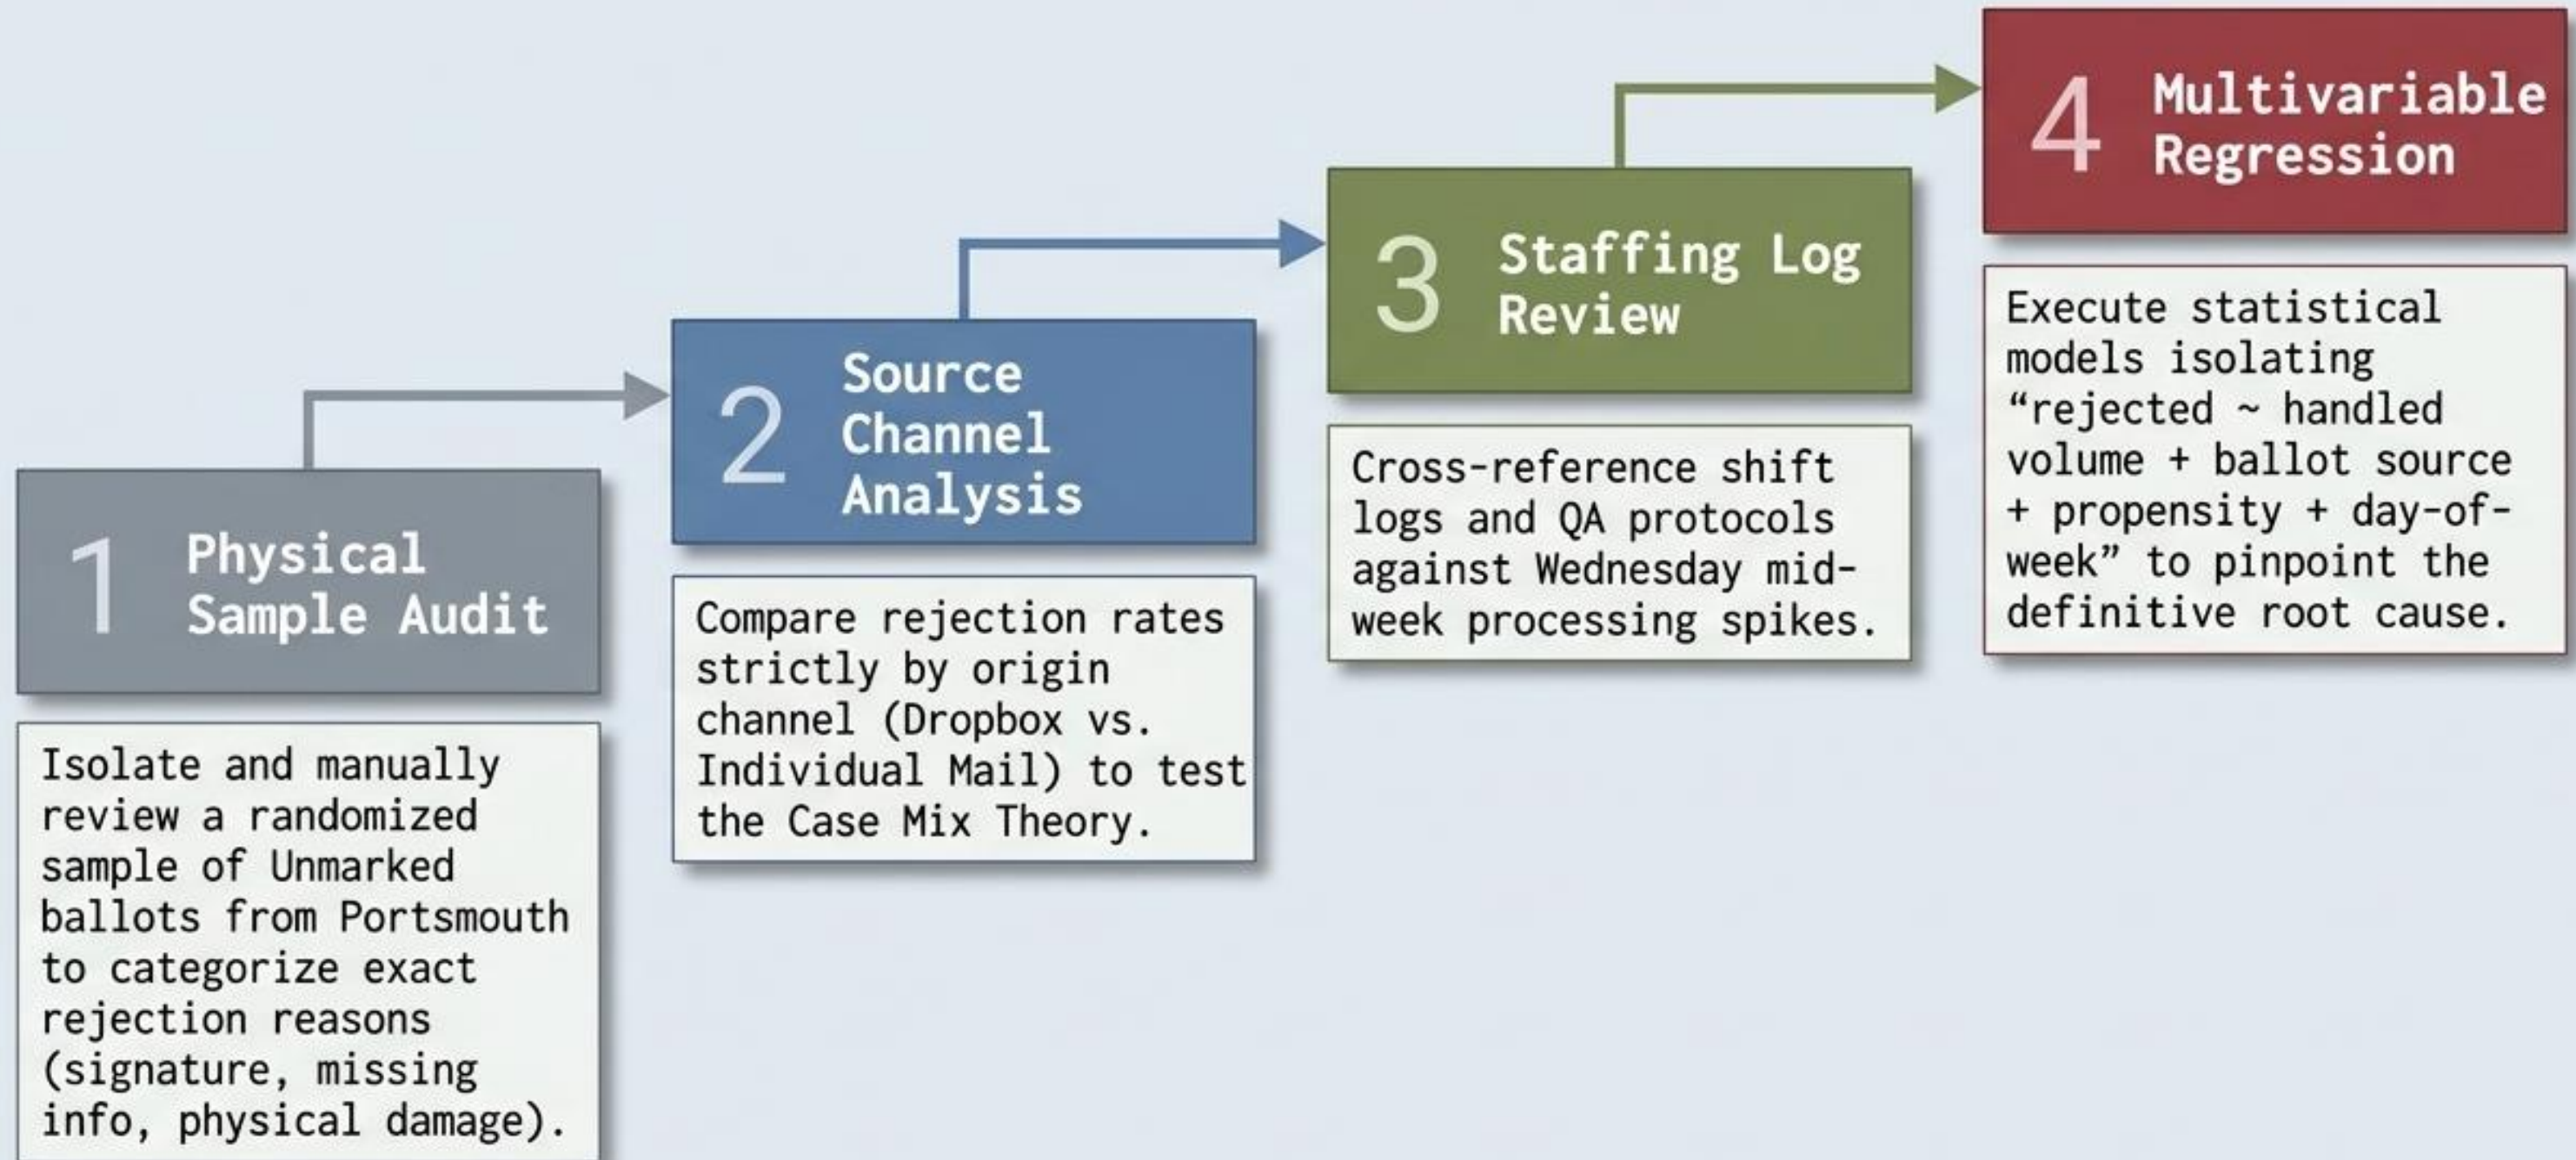 1
Physical
Sample Audit
Isolate and manually
review a randomized
sample of Unmarked
ballots from Portsmouth
to categorize exact
rejection reasons
(signature, missing
info, physical damage).
2
Source
Channel
Analysis
Compare rejection rates
strictly by origin
channel (Dropbox vs.
Individual Mail) to test
the Case Mix Theory.
3
Staffing Log
Review
Cross-reference shift
logs and QA protocols
against Wednesday mid-
week processing spikes.
4
Multivariable
Regression
Execute statistical
models isolating
“rejected ~ handled
volume + ballot source
+ propensity + day-of-
week” to pinpoint the
definitive root cause.